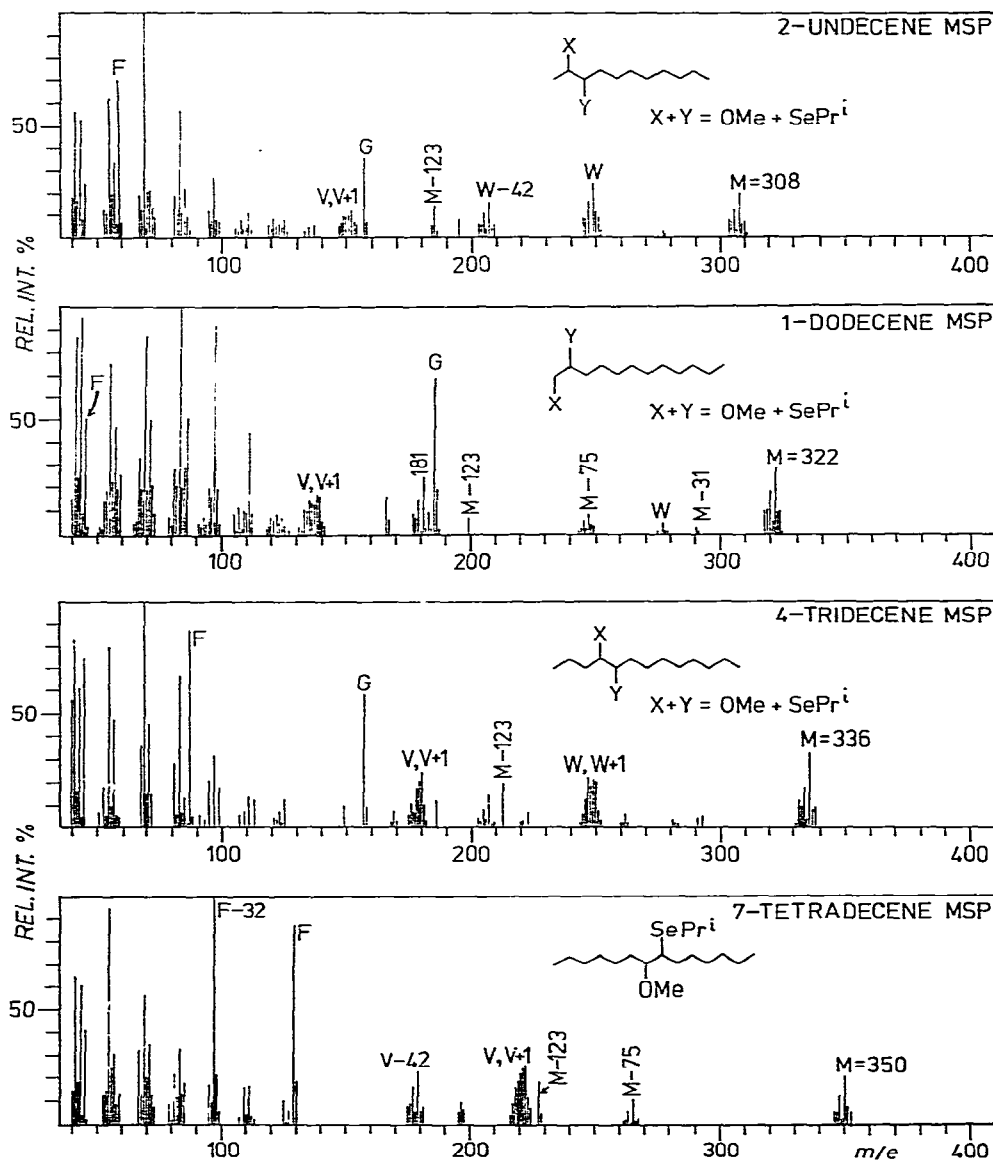 2-UNDECENE MSP
X
Y
X+Y = OMe + SePrⁱ
F
50
G
V,V+1
M-123
W-42
W
M=308
100
200
300
400
REL. INT. %
1-DODECENE MSP
Y
X
X+Y = OMe + SePrⁱ
F
50
V,V+1
181
G
M-123
M-75
W
M-31
M=322
100
200
300
400
4-TRIDECENE MSP
X
Y
X+Y = OMe + SePrⁱ
F
50
G
V,V+1
M-123
W,W+1
M=336
100
200
300
400
REL. INT. %
7-TETRADECENE MSP
SePrⁱ
OMe
F-32
F
50
V-42
V,V+1
M-123
M-75
M=350
100
200
300
m/e
400